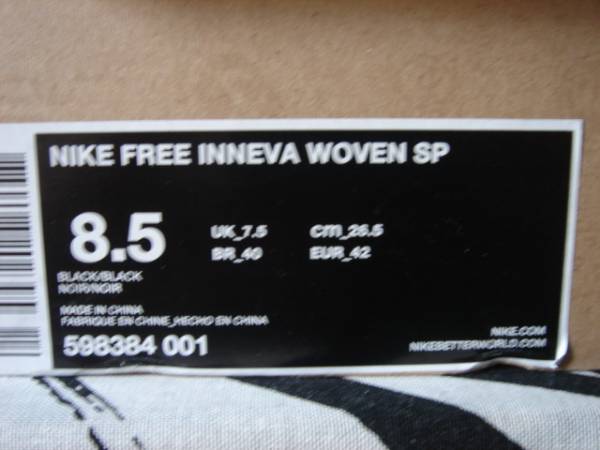 NIKE FREE INNEVA WOVEN SP
8.5
UK_7.5 cm_26.5
BR_40 EUR_42
BLACK/BLACK
NOIR/NOIR
MADE IN CHINA
FABRIQUE EN CHINE_HECHO EN CHINA
598384 001
NIKE.COM
NIKEBETTERWORLD.COM